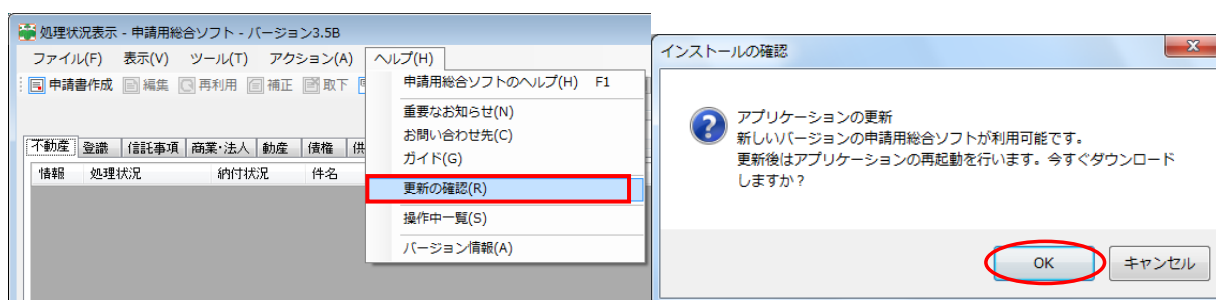 処理状況表示 - 申請用総合ソフト - バージョン3.5B
ファイル(F) 表示(V) ツール(T) アクション(A) ヘルプ(H)
申請書作成 編集 再利用 補正 取下
申請用総合ソフトのヘルプ(H) F1
重要なお知らせ(N)
お問い合わせ先(C)
ガイド(G)
更新の確認(R)
操作中一覧(S)
バージョン情報(A)
不動産 登識 信託事項 商業・法人 動産 債権 供
情報 処理状況 納付状況 件名
インストールの確認
アプリケーションの更新
新しいバージョンの申請用総合ソフトが利用可能です。
更新後はアプリケーションの再起動を行います。今すぐダウンロード
しますか？
OK キャンセル